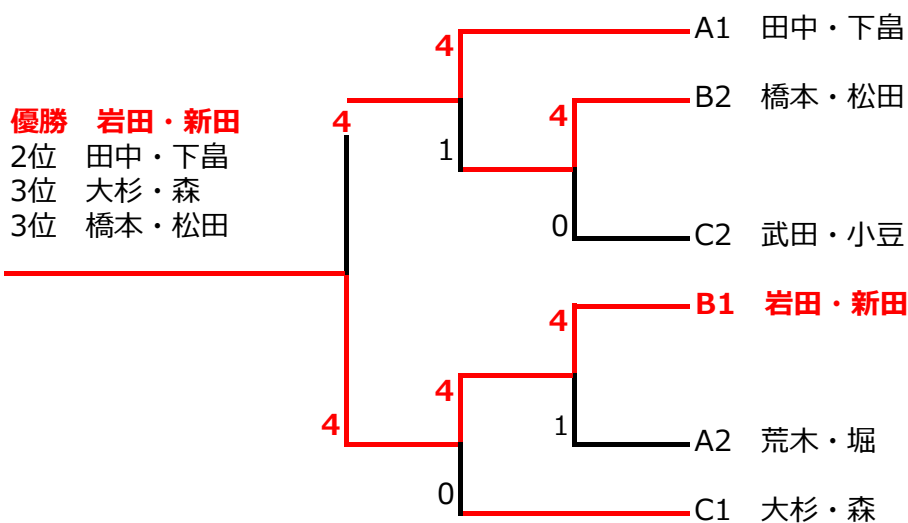 優勝　岩田・新田
2位　田中・下畠
3位　大杉・森
3位　橋本・松田
4
4
4
1
4
0
4
1
4
0
A1　田中・下畠
B2　橋本・松田
C2　武田・小豆
B1　岩田・新田
A2　荒木・堀
C1　大杉・森